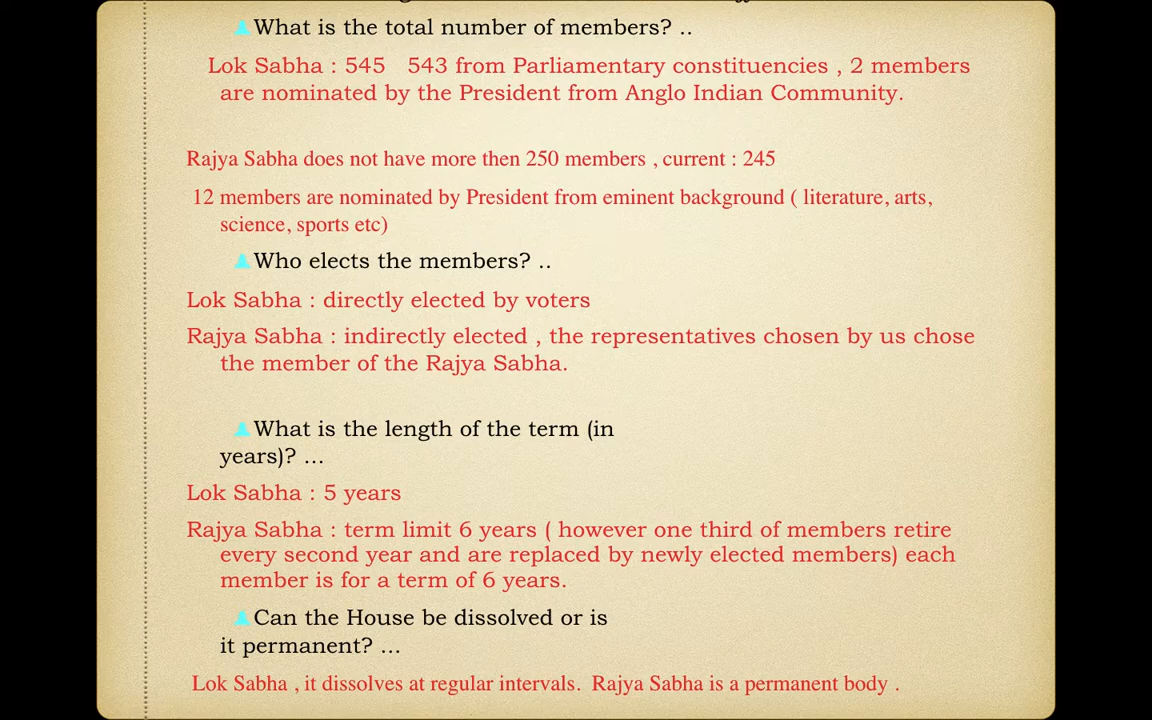 What is the total number of members? ..
Lok Sabha : 545 543 from Parliamentary constituencies , 2 members
are nominated by the President from Anglo Indian Community.
Rajya Sabha does not have more then 250 members , current : 245
12 members are nominated by President from eminent background ( literature, arts,
science, sports etc)
Who elects the members? ..
Lok Sabha : directly elected by voters
Rajya Sabha : indirectly elected , the representatives chosen by us chose
the member of the Rajya Sabha.
What is the length of the term (in
years)? ...
Lok Sabha : 5 years
Rajya Sabha : term limit 6 years ( however one third of members retire
every second year and are replaced by newly elected members) each
member is for a term of 6 years.
Can the House be dissolved or is
it permanent? ...
Lok Sabha , it dissolves at regular intervals. Rajya Sabha is a permanent body .